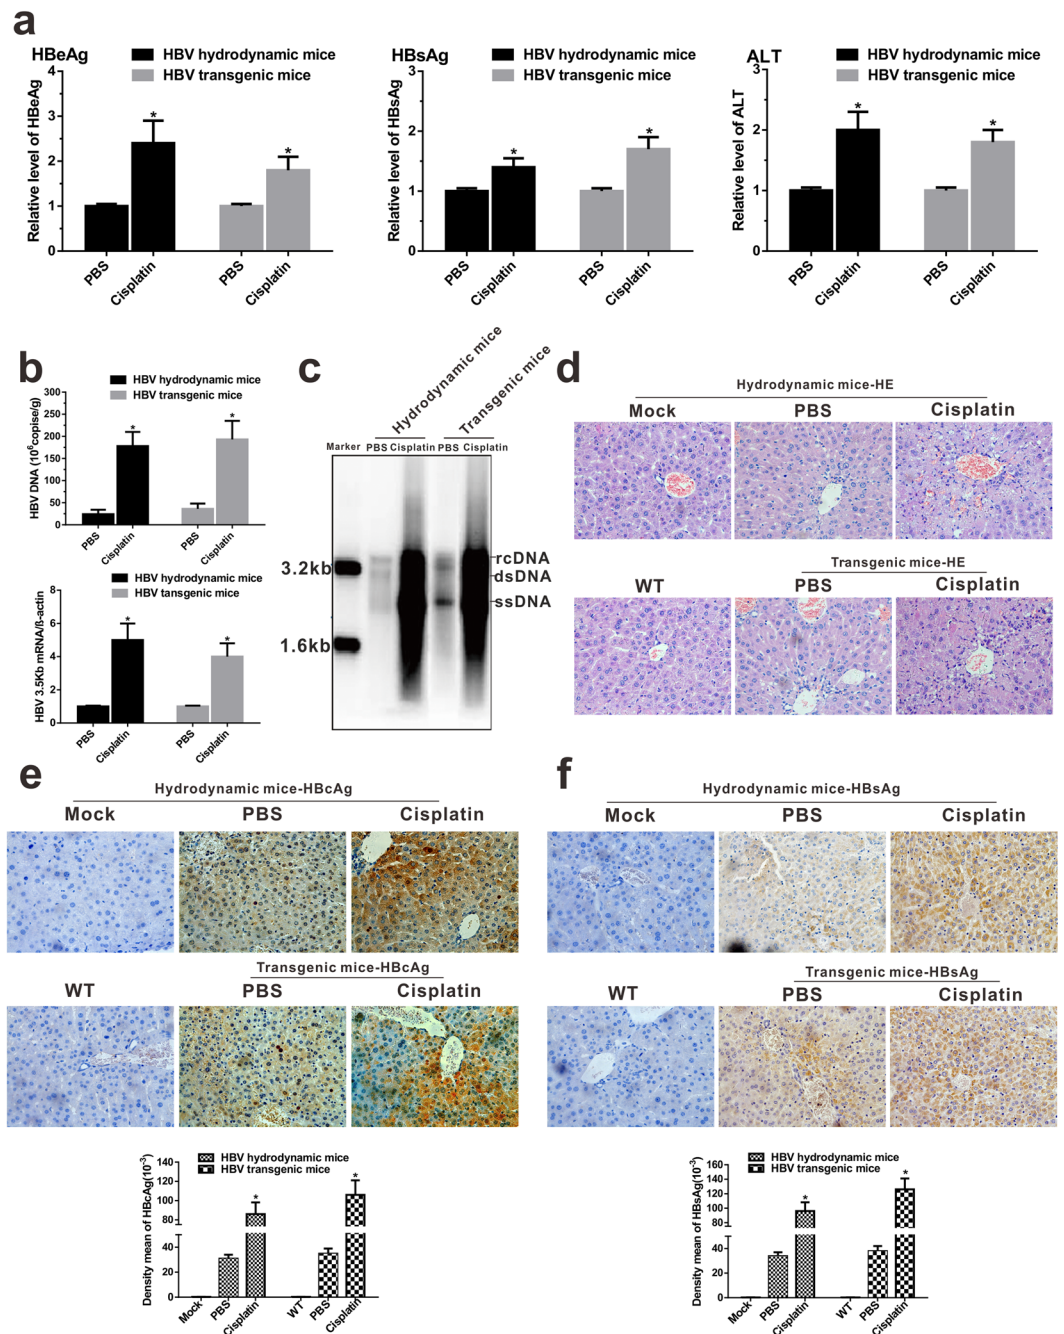 a
HBeAg
HBV hydrodynamic mice
HBV transgenic mice
Relative level of HBeAg
4
3
2
1
0
*
*
PBS
Cisplatin
PBS
Cisplatin
HBsAg
HBV hydrodynamic mice
HBV transgenic mice
Relative level of HBsAg
3
2
1
0
*
*
PBS
Cisplatin
PBS
Cisplatin
ALT
HBV hydrodynamic mice
HBV transgenic mice
Relative level of ALT
3
2
1
0
*
*
PBS
Cisplatin
PBS
Cisplatin
b
HBV hydrodynamic mice
HBV transgenic mice
HBV DNA (10⁶copise/g)
300
250
200
150
100
50
0
*
*
PBS
Cisplatin
PBS
Cisplatin
HBV hydrodynamic mice
HBV tansgenic mice
HBV 3.5Kb mRNA/ß-actin
8
6
4
2
0
*
*
PBS
Cisplatin
PBS
Cisplatin
c
Hydrodynamic mice
Transgenic mice
Marker PBS Cisplatin PBS Cisplatin
3.2kb
1.6kb
rcDNA
dsDNA
ssDNA
d
Hydrodynamic mice-HE
Mock PBS Cisplatin
Transgenic mice-HE
WT PBS Cisplatin
e
Hydrodynamic mice-HBcAg
Mock PBS Cisplatin
Transgenic mice-HBcAg
WT PBS Cisplatin
HBV hydrodynamic mice
HBV transgenic mice
Density mean of HBcAg(10⁻³)
140
120
100
80
40
20
0
*
*
Mock
PBS
Cisplatin
WT
PBS
Cisplatin
f
Hydrodynamic mice-HBsAg
Mock PBS Cisplatin
Transgenic mice-HBsAg
WT PBS Cisplatin
HBV hydrodynamic mice
HBV transgenic mice
Density mean of HBsAg(10⁻³)
160
140
120
100
80
40
20
0
*
*
Mock
PBS
Cisplatin
WT
PBS
Cisplatin